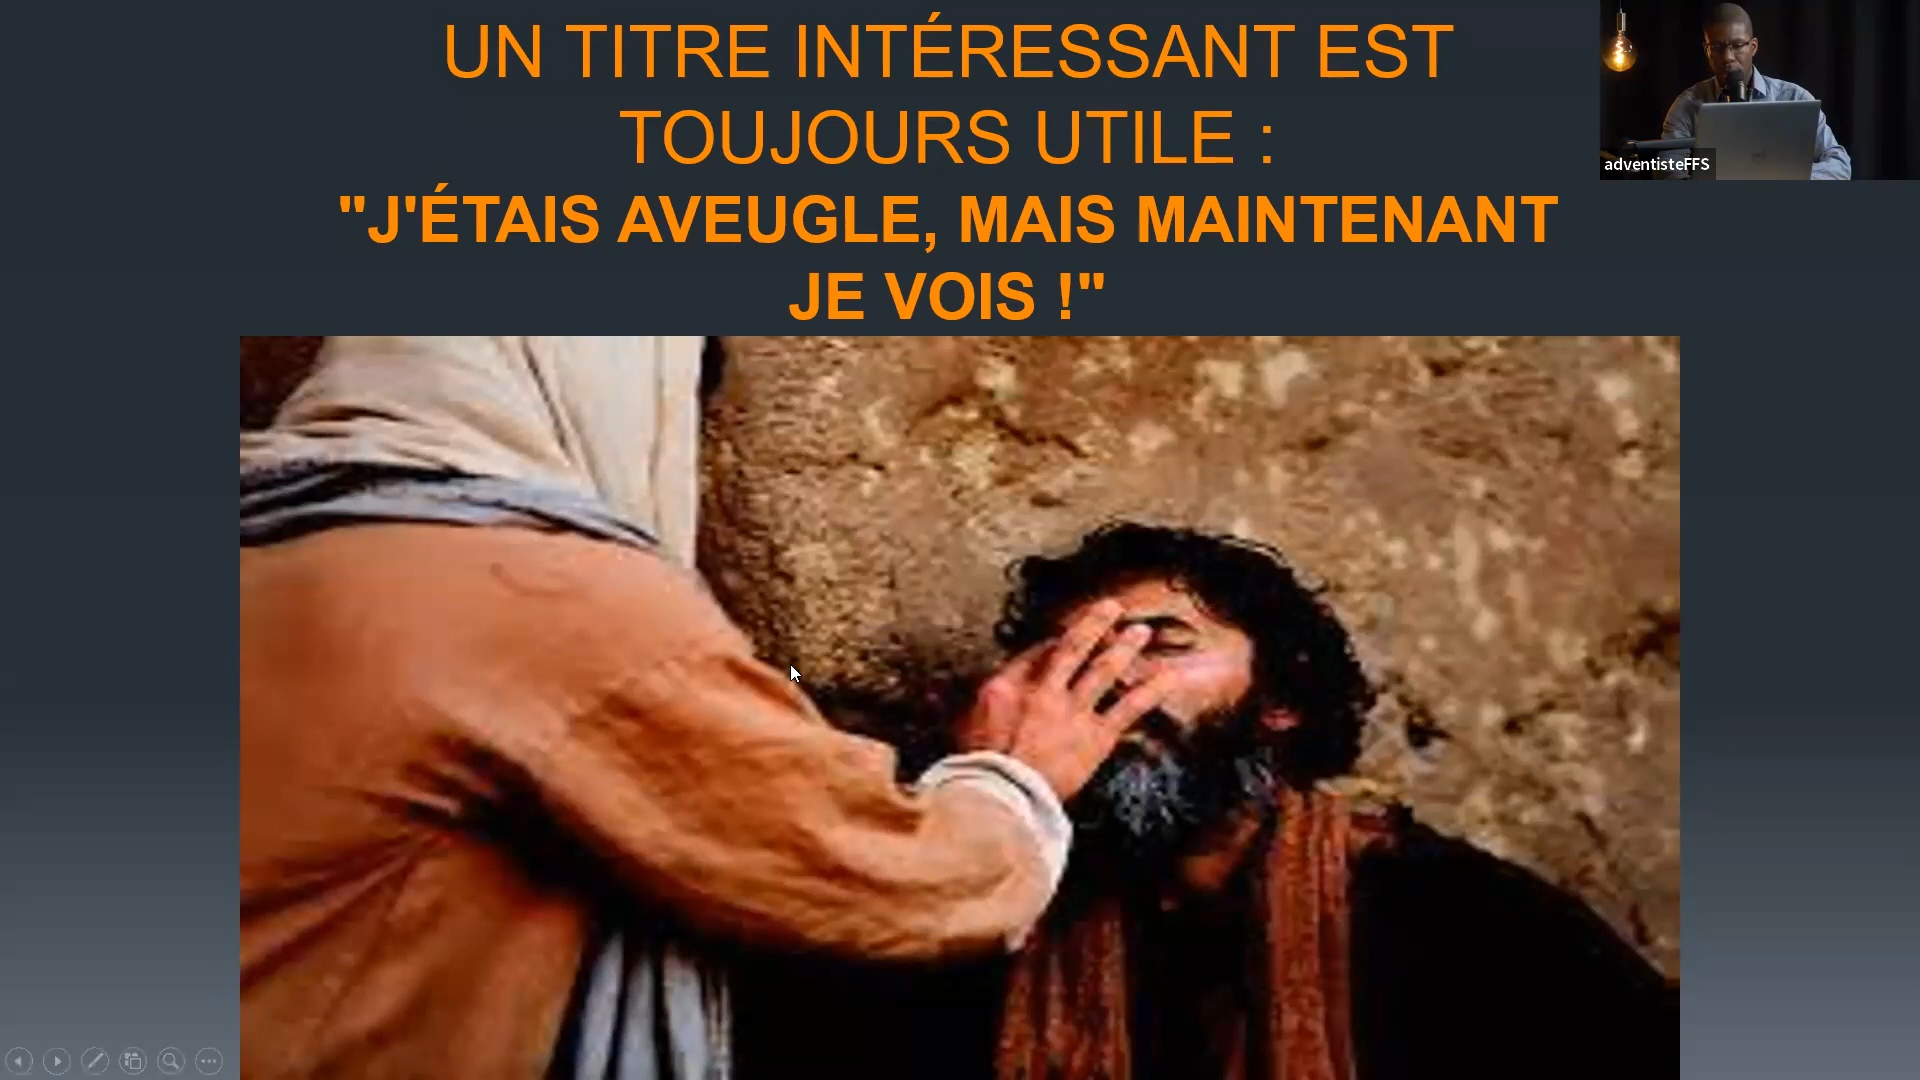 UN TITRE INTÉRESSANT EST
TOUJOURS UTILE :
"J'ÉTAIS AVEUGLE, MAIS MAINTENANT
JE VOIS !"
adventisteFFS